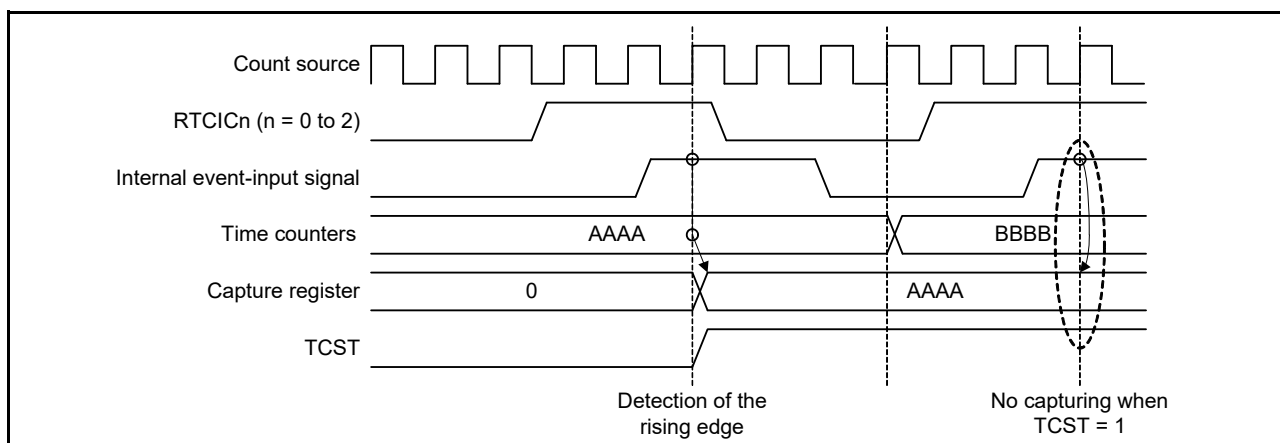 Count source
RTCICn (n = 0 to 2)
Internal event-input signal
Time counters
AAAA
BBBB
Capture register
0
AAAA
TCST
Detection of the
rising edge
No capturing when
TCST = 1